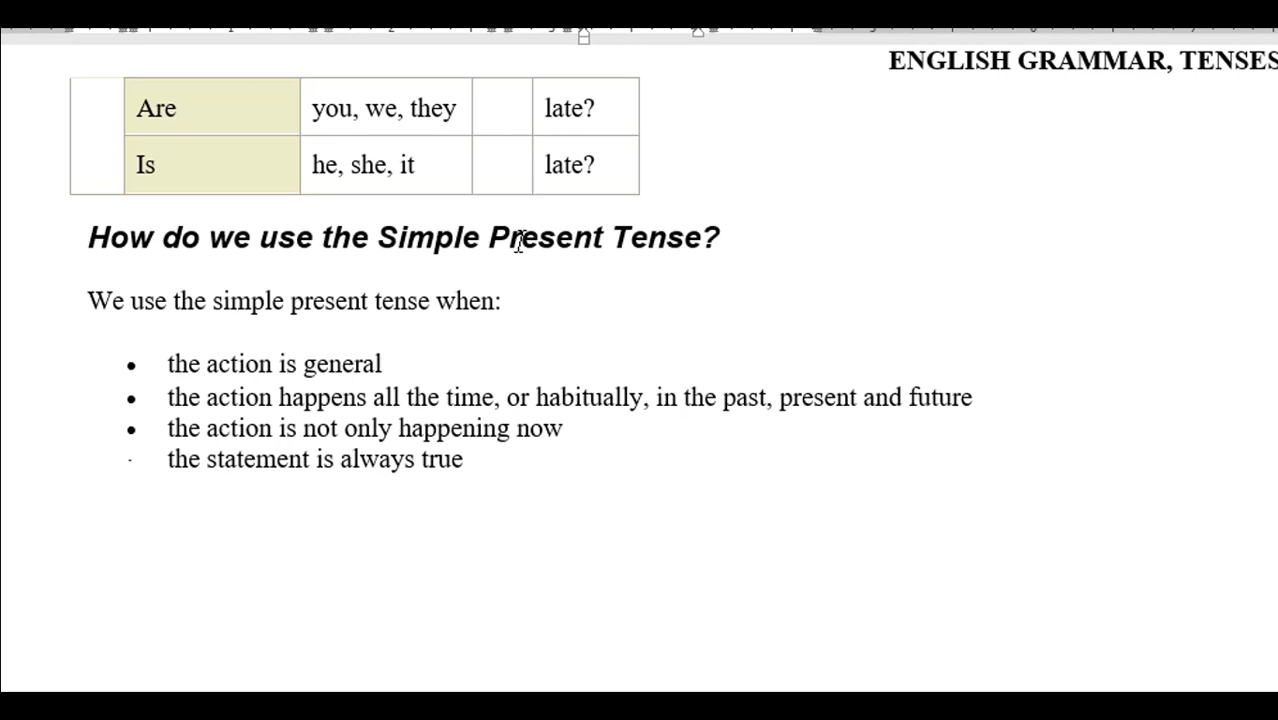 ENGLISH GRAMMAR, TENSES
Are you, we, they late?
Is he, she, it late?
How do we use the Simple Present Tense?
We use the simple present tense when:
• the action is general
• the action happens all the time, or habitually, in the past, present and future
• the action is not only happening now
· the statement is always true